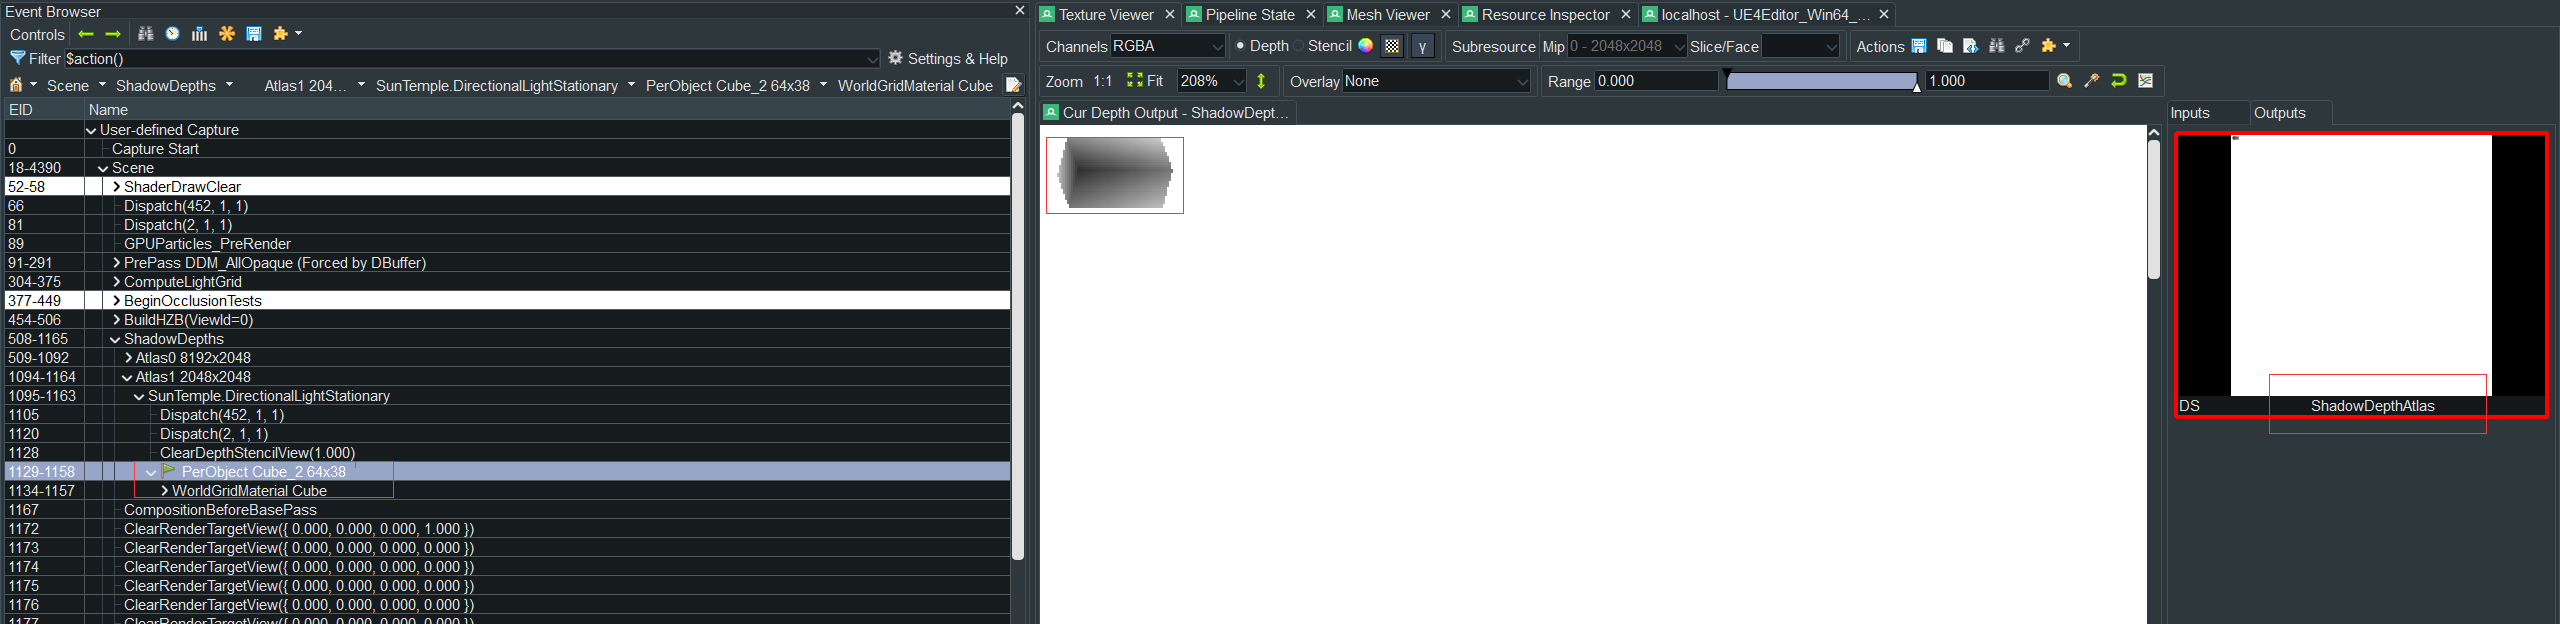 Event Browser
Controls
Filter $action() Settings & Help
Scene ShadowDepths Atlas1 204... SunTemple.DirectionalLightStationary PerObject Cube_2 64x38 WorldGridMaterial Cube
EID Name
User-defined Capture
0 Capture Start
18-4390 Scene
52-58 ShaderDrawClear
66 Dispatch(452, 1, 1)
81 Dispatch(2, 1, 1)
89 GPUParticles_PreRender
91-291 PrePass DDM_AllOpaque (Forced by DBuffer)
304-375 ComputeLightGrid
377-449 BeginOcclusionTests
454-506 BuildHZB(ViewId=0)
508-1165 ShadowDepths
509-1092 Atlas0 8192x2048
1094-1164 Atlas1 2048x2048
1095-1163 SunTemple.DirectionalLightStationary
1105 Dispatch(452, 1, 1)
1120 Dispatch(2, 1, 1)
1128 ClearDepthStencilView(1.000)
1129-1158 PerObject Cube_2 64x38
1134-1157 WorldGridMaterial Cube
1167 CompositionBeforeBasePass
1172 ClearRenderTargetView({ 0.000, 0.000, 0.000, 1.000 })
1173 ClearRenderTargetView({ 0.000, 0.000, 0.000, 0.000 })
1174 ClearRenderTargetView({ 0.000, 0.000, 0.000, 0.000 })
1175 ClearRenderTargetView({ 0.000, 0.000, 0.000, 0.000 })
1176 ClearRenderTargetView({ 0.000, 0.000, 0.000, 0.000 })
1177 ClearRenderTargetView({ 0.000, 0.000, 0.000, 0.000 })
Texture Viewer Pipeline State Mesh Viewer Resource Inspector localhost - UE4Editor_Win64_...
Channels RGBA Depth Stencil γ Subresource Mip 0 - 2048x2048 Slice/Face Actions
Zoom 1:1 Fit 208% Overlay None Range 0.000 1.000
Cur Depth Output - ShadowDept...
Inputs Outputs
DS ShadowDepthAtlas